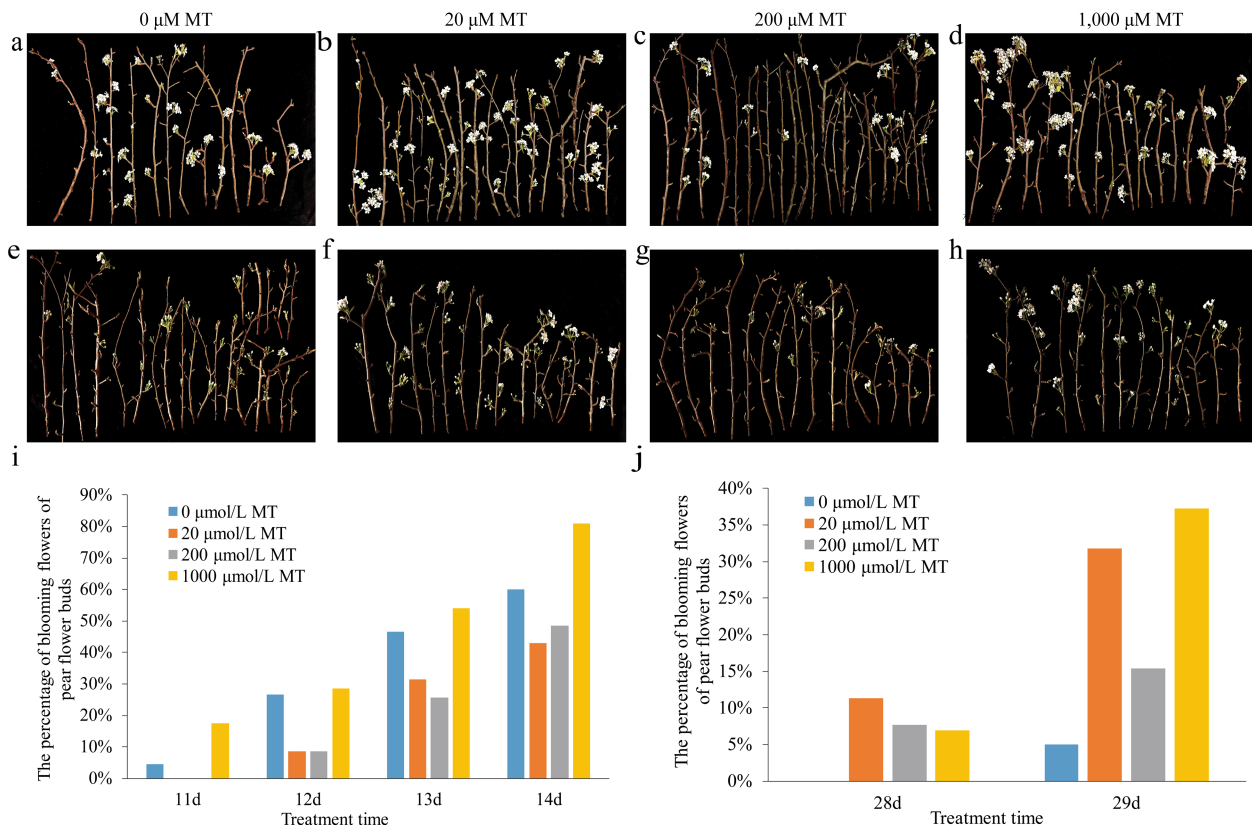 0 μM MT
20 μM MT
200 μM MT
1,000 μM MT
a
b
c
d
e
f
g
h
i
The percentage of blooming flowers of
pear flower buds
90%
80%
70%
60%
50%
40%
30%
20%
10%
0%
0 μmol/L MT
20 μmol/L MT
200 μmol/L MT
1000 μmol/L MT
11d
12d
13d
14d
Treatment time
j
The percentage of blooming flowers
of pear flower buds
40%
35%
30%
25%
20%
15%
10%
5%
0%
0 μmol/L MT
20 μmol/L MT
200 μmol/L MT
1000 μmol/L MT
28d
29d
Treatment time